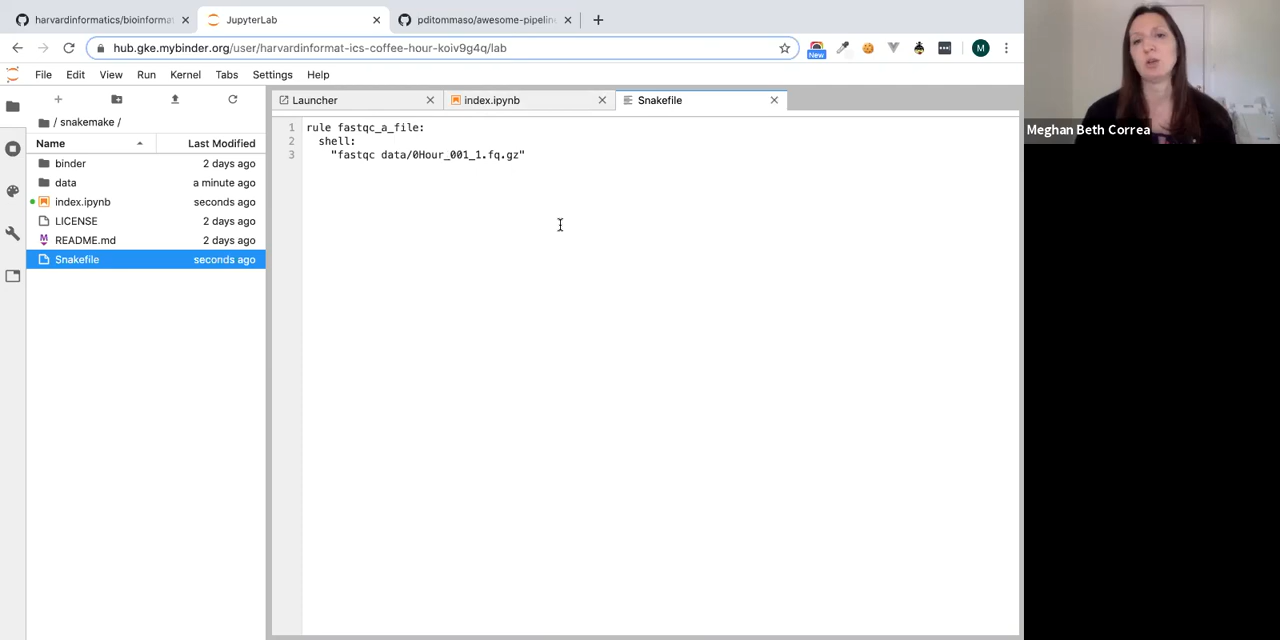 harvardinformatics/bioinformat
JupyterLab
pditommaso/awesome-pipeline
hub.gke.mybinder.org/user/harvardinformat-ics-coffee-hour-koiv9g4q/lab
New
M
File Edit View Run Kernel Tabs Settings Help
/ snakemake /
Name Last Modified
binder 2 days ago
data a minute ago
index.ipynb seconds ago
LICENSE 2 days ago
README.md 2 days ago
Snakefile seconds ago
Launcher
index.ipynb
Snakefile
1 rule fastqc_a_file:
2 shell:
3 "fastqc data/0Hour_001_1.fq.gz"
Meghan Beth Correa